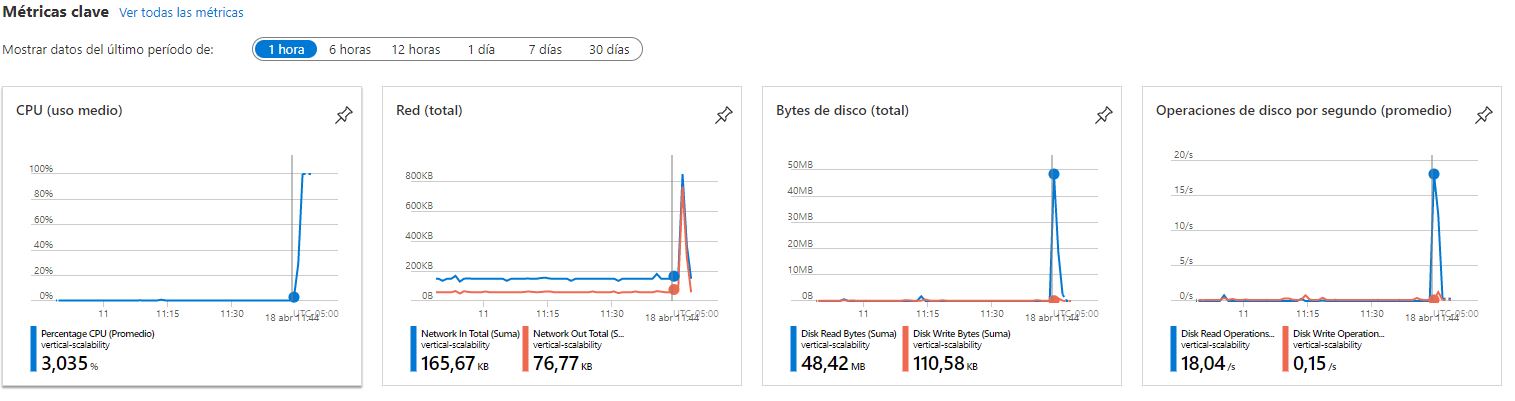 Métricas clave Ver todas las métricas
Mostrar datos del último período de: 1 hora 6 horas 12 horas 1 día 7 días 30 días
CPU (uso medio)
100%
80%
60%
40%
20%
0%
11 11:15 11:30 18 abr 11:44 UTC-05:00
Percentage CPU (Promedio)
vertical-scalability
3,035 %
Red (total)
800KB
600KB
400KB
200KB
0B
11 11:15 11:30 18 abr 11:44 UTC-05:00
Network In Total (Suma) Network Out Total (S...
vertical-scalability vertical-scalability
165,67 KB 76,77 KB
Bytes de disco (total)
50MB
40MB
30MB
20MB
10MB
0B
11 11:15 11:30 18 abr 11:44 UTC-05:00
Disk Read Bytes (Suma) Disk Write Bytes (Suma)
vertical-scalability vertical-scalability
48,42 MB 110,58 KB
Operaciones de disco por segundo (promedio)
20/s
15/s
10/s
5/s
0/s
11 11:15 11:30 18 abr 11:44 UTC-05:00
Disk Read Operations... Disk Write Operation...
vertical-scalability vertical-scalability
18,04 /s 0,15 /s